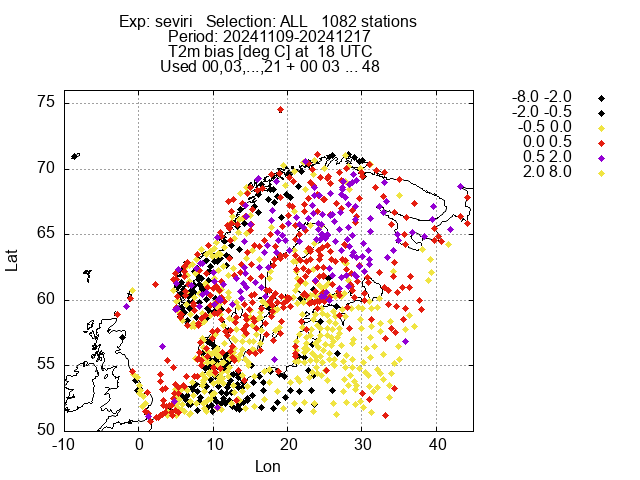 Exp: seviri Selection: ALL 1082 stations
Period: 20241109-20241217
T2m bias [deg C] at 18 UTC
Used 00,03,...,21 + 00 03 ... 48
-8.0 -2.0
-2.0 -0.5
-0.5 0.0
0.0 0.5
0.5 2.0
2.0 8.0
75
70
65
60
55
50
Lat
-10 0 10 20 30 40
Lon